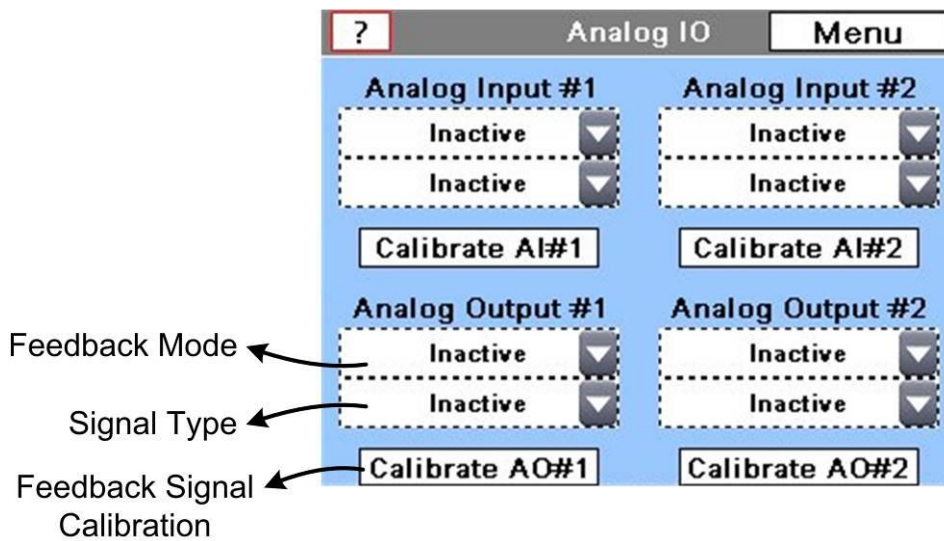 ? Analog IO Menu
Analog Input #1 Analog Input #2
Inactive Inactive
Inactive Inactive
Calibrate AI#1 Calibrate AI#2
Analog Output #1 Analog Output #2
Feedback Mode Inactive Inactive
Signal Type Inactive Inactive
Feedback Signal Calibrate AO#1 Calibrate AO#2
Calibration